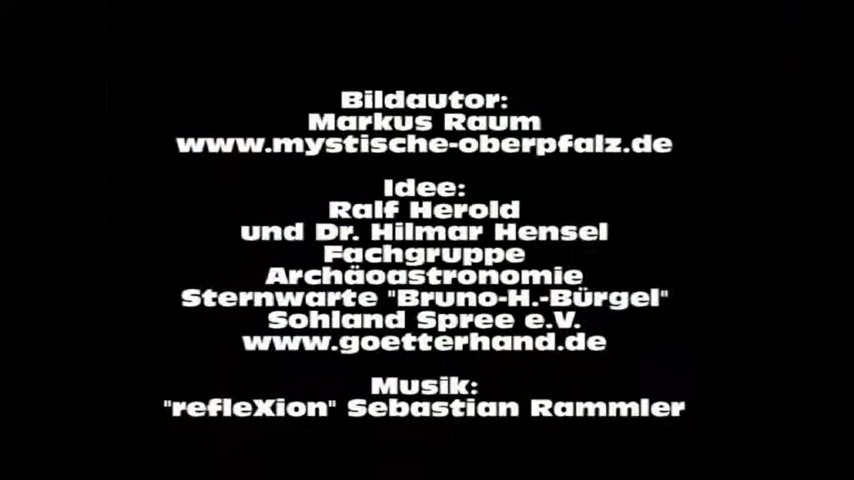 Bildautor:
Markus Raum
www.mystische-oberpfalz.de
Idee:
Ralf Herold
und Dr. Hilmar Hensel
Fachgruppe
Archäoastronomie
Sternwarte "Bruno-H.-Bürgel"
Sohland Spree e.V.
www.goetterhand.de
Musik:
"refleXion" Sebastian Rammler